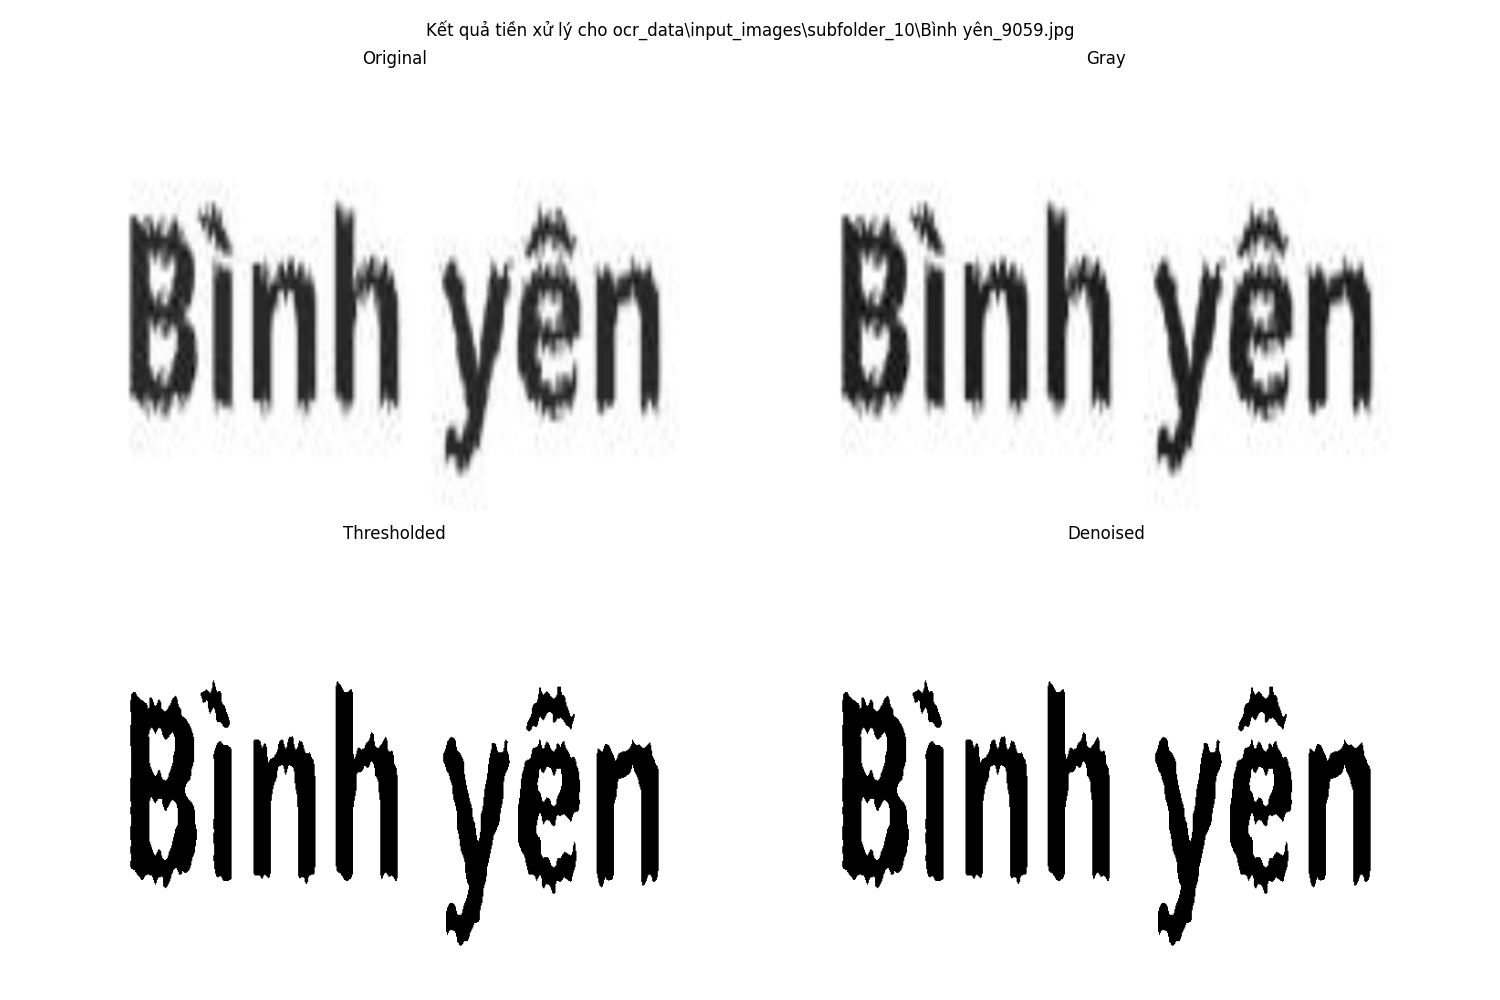 Kết quả tiền xử lý cho ocr_data\input_images\subfolder_10\Bình yên_9059.jpg
Original
Gray
Bình yên
Bình yên
Thresholded
Denoised
Bình yên
Bình yên